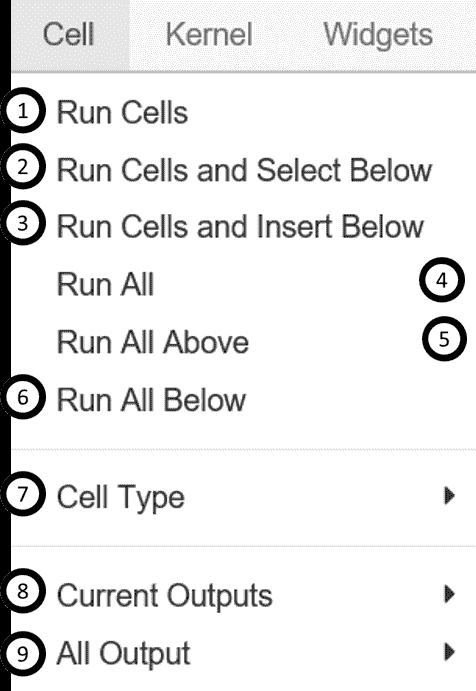 Cell Kernel Widgets
1 Run Cells
2 Run Cells and Select Below
3 Run Cells and Insert Below
Run All 4
Run All Above 5
6 Run All Below
7 Cell Type
8 Current Outputs
9 All Output